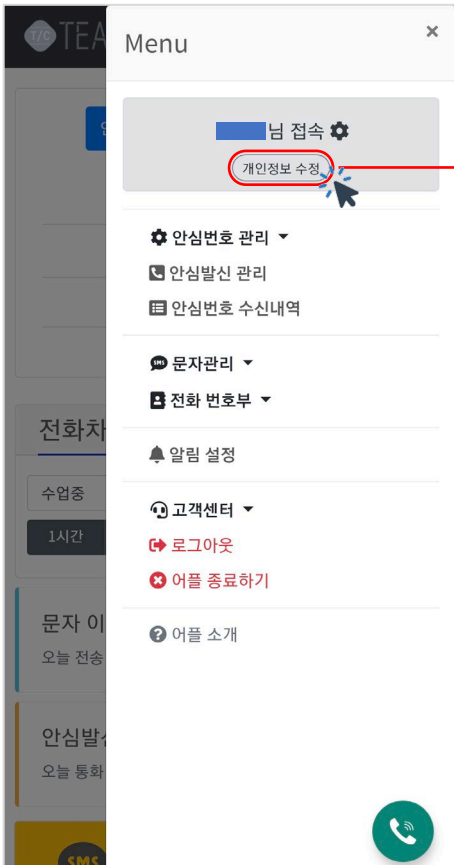 T/C TEA
Menu
×
님 접속
개인정보 수정
안심번호 관리
안심발신 관리
안심번호 수신내역
SMS 문자관리
전화 번호부
알림 설정
고객센터
로그아웃
어플 종료하기
어플 소개
전화차
수업중
1시간
문자 이
오늘 전송
안심발
오늘 통화
SMS